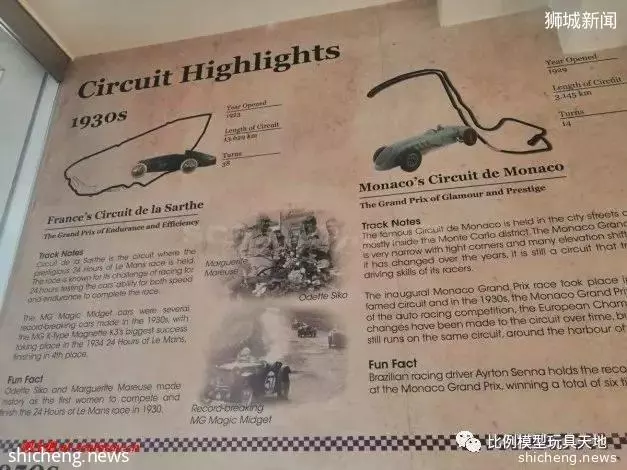 狮城新闻
Circuit Highlights
1930s
Year Opened
1923
Length of Circuit
13.629 km
Turns
38
France's Circuit de la Sarthe
The Grand Prix of Endurance and Efficiency
Track Notes
Circuit de la Sarthe is the circuit where the
prestigious 24 Hours of Le Mans race is held
The race is known for its challenge of racing for
24 hours testing the cars ability for both speed
and endurance to complete the race.
The MG Magic Midget cars were several
record-breaking cars made in the 1930s, with
the MG K-Type Magnette K3's biggest success
taking place in the 1934 24 Hours of Le Mans,
finishing in 4th place.
Fun Fact
Odette Siko and Marguerite Mareuse made
history as the first women to compete and
finish the 24 Hours of Le Mans race in 1930.
Marguerite
Mareuse
Odette Siko
Record-breaking
MG Magic Midget
Year Opened
1929
Length of Circuit
3.145 km
Turns
14
Monaco's Circuit de Monaco
The Grand Prix of Glamour and Prestige
Track Notes
The famous Circuit de Monaco is held in the city streets
mostly inside the Monte Carlo district. The Monaco Grand
is very narrow with tight corners and many elevation
it has changed over the years, it is still a circuit that
driving skills of its racers.
The inaugural Monaco Grand Prix race took place
famed circuit and in the 1930s, the Monaco Grand
of the auto racing competition, the European
changes have been made to the circuit over time,
still runs on the same circuit, around the harbour of
Fun Fact
Brazilian racing driver Ayrton Senna holds the
at the Monaco Grand Prix, winning a total of six
shicheng.news
比例模型玩具天地
shicheng.news